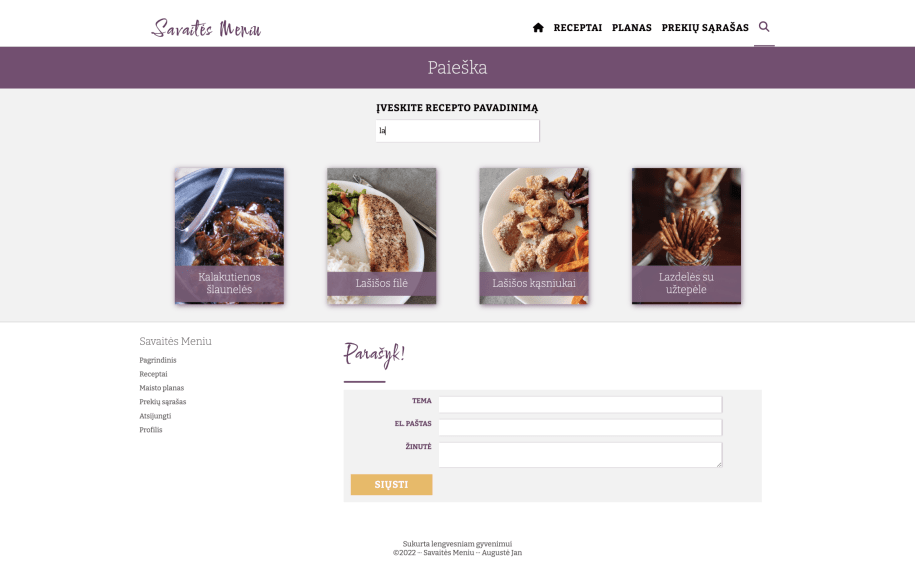 Savaitės Meniu
RECEPTAI PLANAS PREKIŲ SĄRAŠAS
Paieška
ĮVESKITE RECEPTO PAVADINIMĄ
la
Kalakutienos
šlaunelės
Lašišos filė
Lašišos kąsniukai
Lazdelės su
užtepėle
Savaitės Meniu
Pagrindinis
Receptai
Maisto planas
Prekių sąrašas
Atsijungti
Profilis
Parašyk!
TEMA
EL. PAŠTAS
ŽINUTĖ
SIŲSTI
Sukurta lengvesniam gyvenimui
©2022 – Savaitės Meniu – Augustė Jan